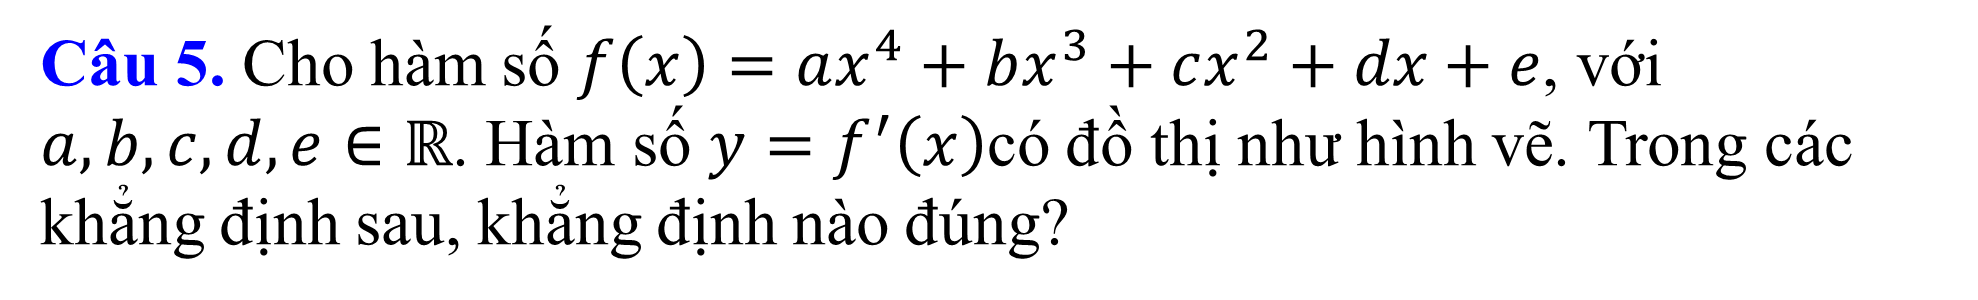 Câu 5. Cho hàm số f(x) = ax⁴ + bx³ + cx² + dx + e, với
a, b, c, d, e ∈ ℝ. Hàm số y = f′(x)có đồ thị như hình vẽ. Trong các
khẳng định sau, khẳng định nào đúng?